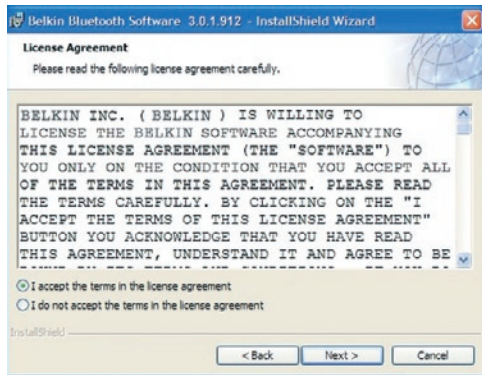 Belkin Bluetooth Software 3.0.1.912 - InstallShield Wizard
License Agreement
Please read the following license agreement carefully.
BELKIN INC. ( BELKIN ) IS WILLING TO
LICENSE THE BELKIN SOFTWARE ACCOMPANYING
THIS LICENSE AGREEMENT (THE "SOFTWARE") TO
YOU ONLY ON THE CONDITION THAT YOU ACCEPT ALL
OF THE TERMS IN THIS AGREEMENT. PLEASE READ
THE TERMS CAREFULLY. BY CLICKING ON THE "I
ACCEPT THE TERMS OF THIS LICENSE AGREEMENT"
BUTTON YOU ACKNOWLEDGE THAT YOU HAVE READ
THIS AGREEMENT, UNDERSTAND IT AND AGREE TO BE
I accept the terms in the license agreement
I do not accept the terms in the license agreement
InstallShield
< Back Next > Cancel